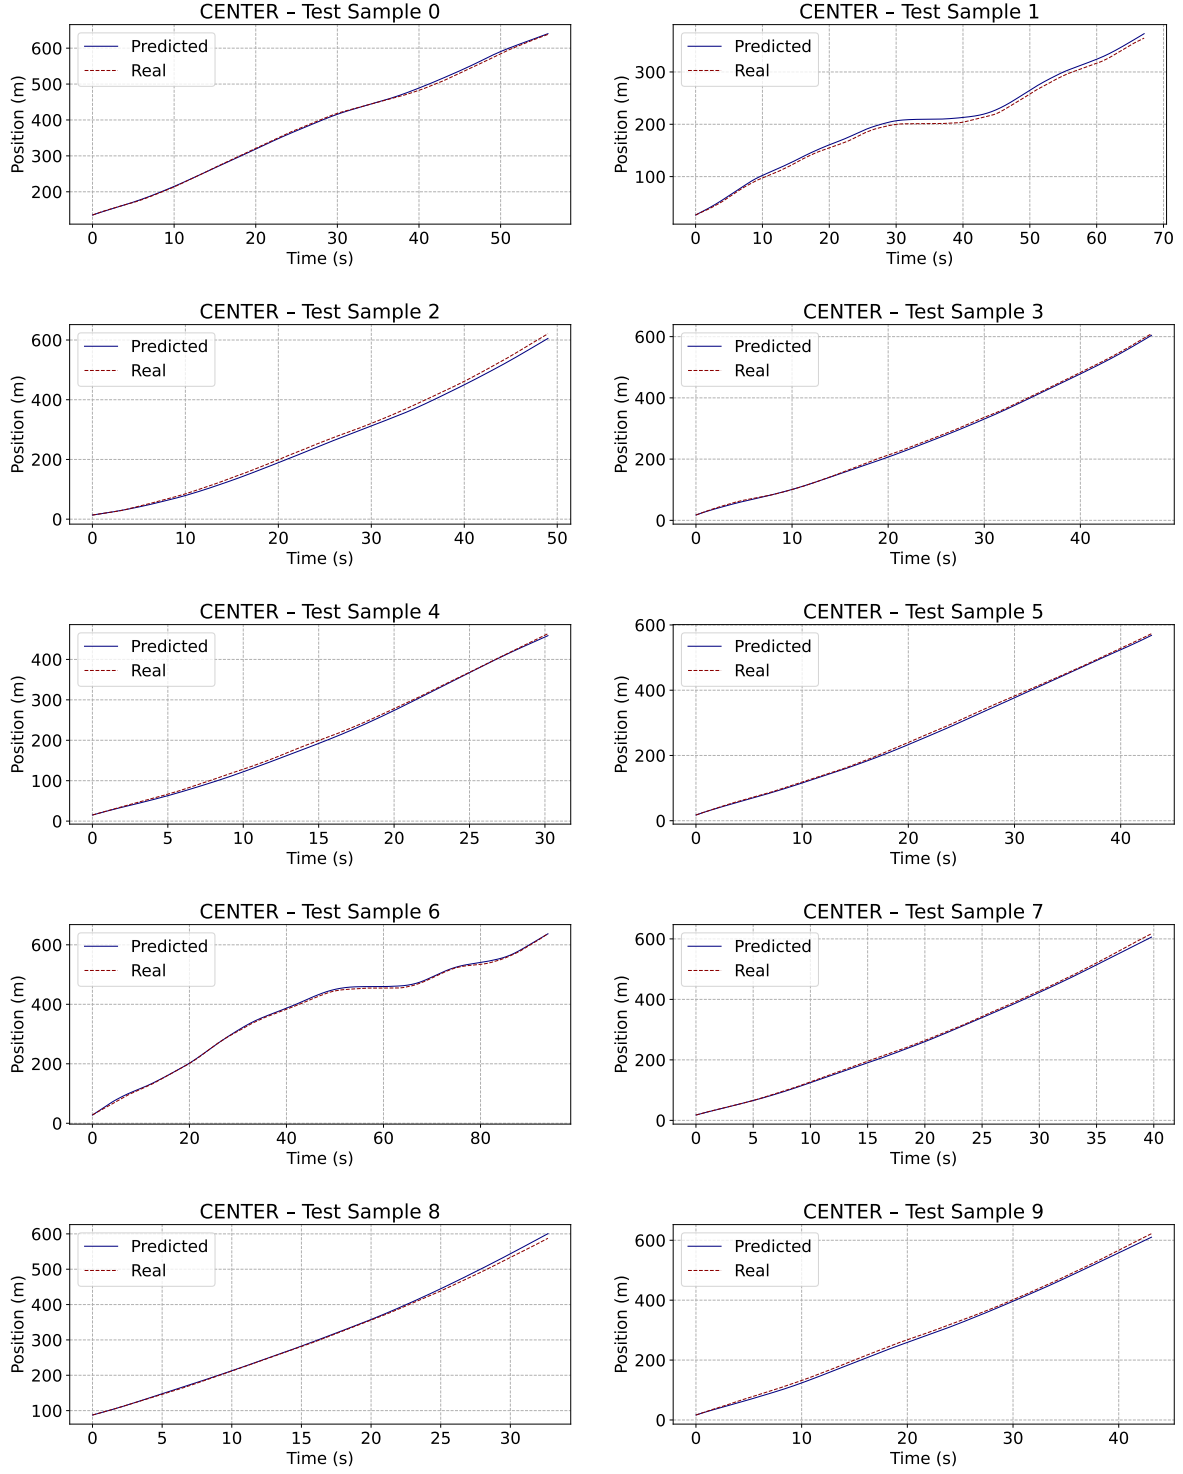 CENTER – Test Sample 0
Predicted
Real
Position (m)
600
500
400
300
200
0 10 20 30 40 50
Time (s)
CENTER – Test Sample 1
Predicted
Real
Position (m)
300
200
100
0 10 20 30 40 50 60 70
Time (s)
CENTER – Test Sample 2
Predicted
Real
Position (m)
600
400
200
0
0 10 20 30 40 50
Time (s)
CENTER – Test Sample 3
Predicted
Real
Position (m)
600
400
200
0
0 10 20 30 40
Time (s)
CENTER – Test Sample 4
Predicted
Real
Position (m)
400
300
200
100
0
0 5 10 15 20 25 30
Time (s)
CENTER – Test Sample 5
Predicted
Real
Position (m)
600
400
200
0
0 10 20 30 40
Time (s)
CENTER – Test Sample 6
Predicted
Real
Position (m)
600
400
200
0
0 20 40 60 80
Time (s)
CENTER – Test Sample 7
Predicted
Real
Position (m)
600
400
200
0
0 5 10 15 20 25 30 35 40
Time (s)
CENTER – Test Sample 8
Predicted
Real
Position (m)
600
500
400
300
200
100
0 5 10 15 20 25 30
Time (s)
CENTER – Test Sample 9
Predicted
Real
Position (m)
600
400
200
0
0 10 20 30 40
Time (s)